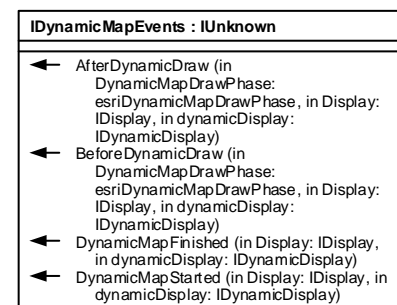 IDynamicMapEvents : IUnknown
AfterDynamicDraw (in
DynamicMapDrawPhase:
esriDynamicMapDrawPhase, in Display:
IDisplay, in dynamicDisplay:
IDynamicDisplay)
BeforeDynamicDraw (in
DynamicMapDrawPhase:
esriDynamicMapDrawPhase, in Display:
IDisplay, in dynamicDisplay:
IDynamicDisplay)
DynamicMapFinished (in Display: IDisplay,
in dynamicDisplay: IDynamicDisplay)
DynamicMapStarted (in Display: IDisplay, in
dynamicDisplay: IDynamicDisplay)